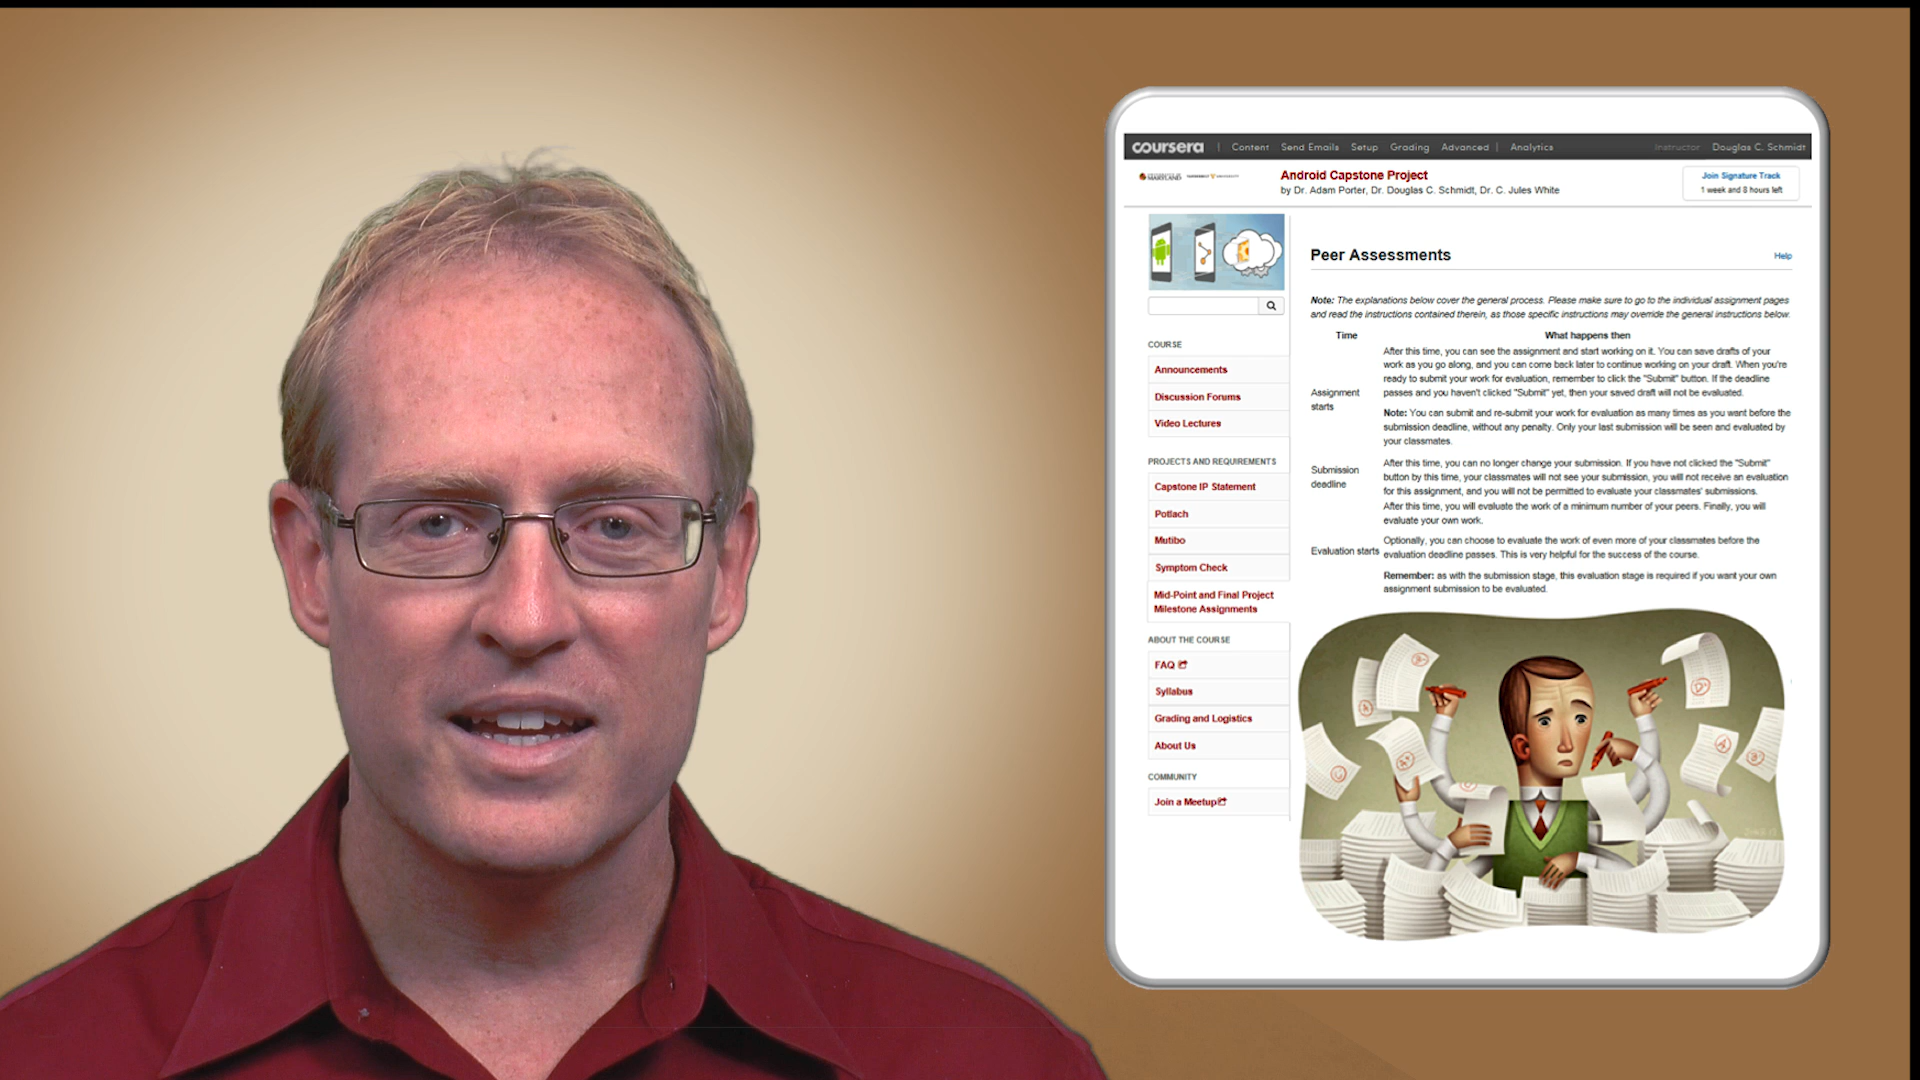 coursera | Content Send Emails Setup Grading Advanced | Analytics Instructor Douglas C. Schmidt
MARYLAND
Android Capstone Project
by Dr. Adam Porter, Dr. Douglas C. Schmidt, Dr. C. Jules White
Join Signature Track
1 week and 8 hours left
COURSE
Announcements
Discussion Forums
Video Lectures
PROJECTS AND REQUIREMENTS
Capstone IP Statement
Potlach
Mutibo
Symptom Check
Mid-Point and Final Project
Milestone Assignments
ABOUT THE COURSE
FAQ
Syllabus
Grading and Logistics
About Us
COMMUNITY
Join a Meetup
Peer Assessments
Help
Note: The explanations below cover the general process. Please make sure to go to the individual assignment pages
and read the instructions contained therein, as those specific instructions may override the general instructions below.
Time What happens then
Assignment
starts
After this time, you can see the assignment and start working on it. You can save drafts of your
work as you go along, and you can come back later to continue working on your draft. When you're
ready to submit your work for evaluation, remember to click the "Submit" button. If the deadline
passes and you haven't clicked "Submit" yet, then your saved draft will not be evaluated.
Note: You can submit and re-submit your work for evaluation as many times as you want before the
submission deadline, without any penalty. Only your last submission will be seen and evaluated by
your classmates.
Submission
deadline
After this time, you can no longer change your submission. If you have not clicked the "Submit"
button by this time, your classmates will not see your submission, you will not receive an evaluation
for this assignment, and you will not be permitted to evaluate your classmates' submissions.
Evaluation starts
After this time, you will evaluate the work of a minimum number of your peers. Finally, you will
evaluate your own work.
Optionally, you can choose to evaluate the work of even more of your classmates before the
evaluation deadline passes. This is very helpful for the success of the course.
Remember: as with the submission stage, this evaluation stage is required if you want your own
assignment submission to be evaluated.